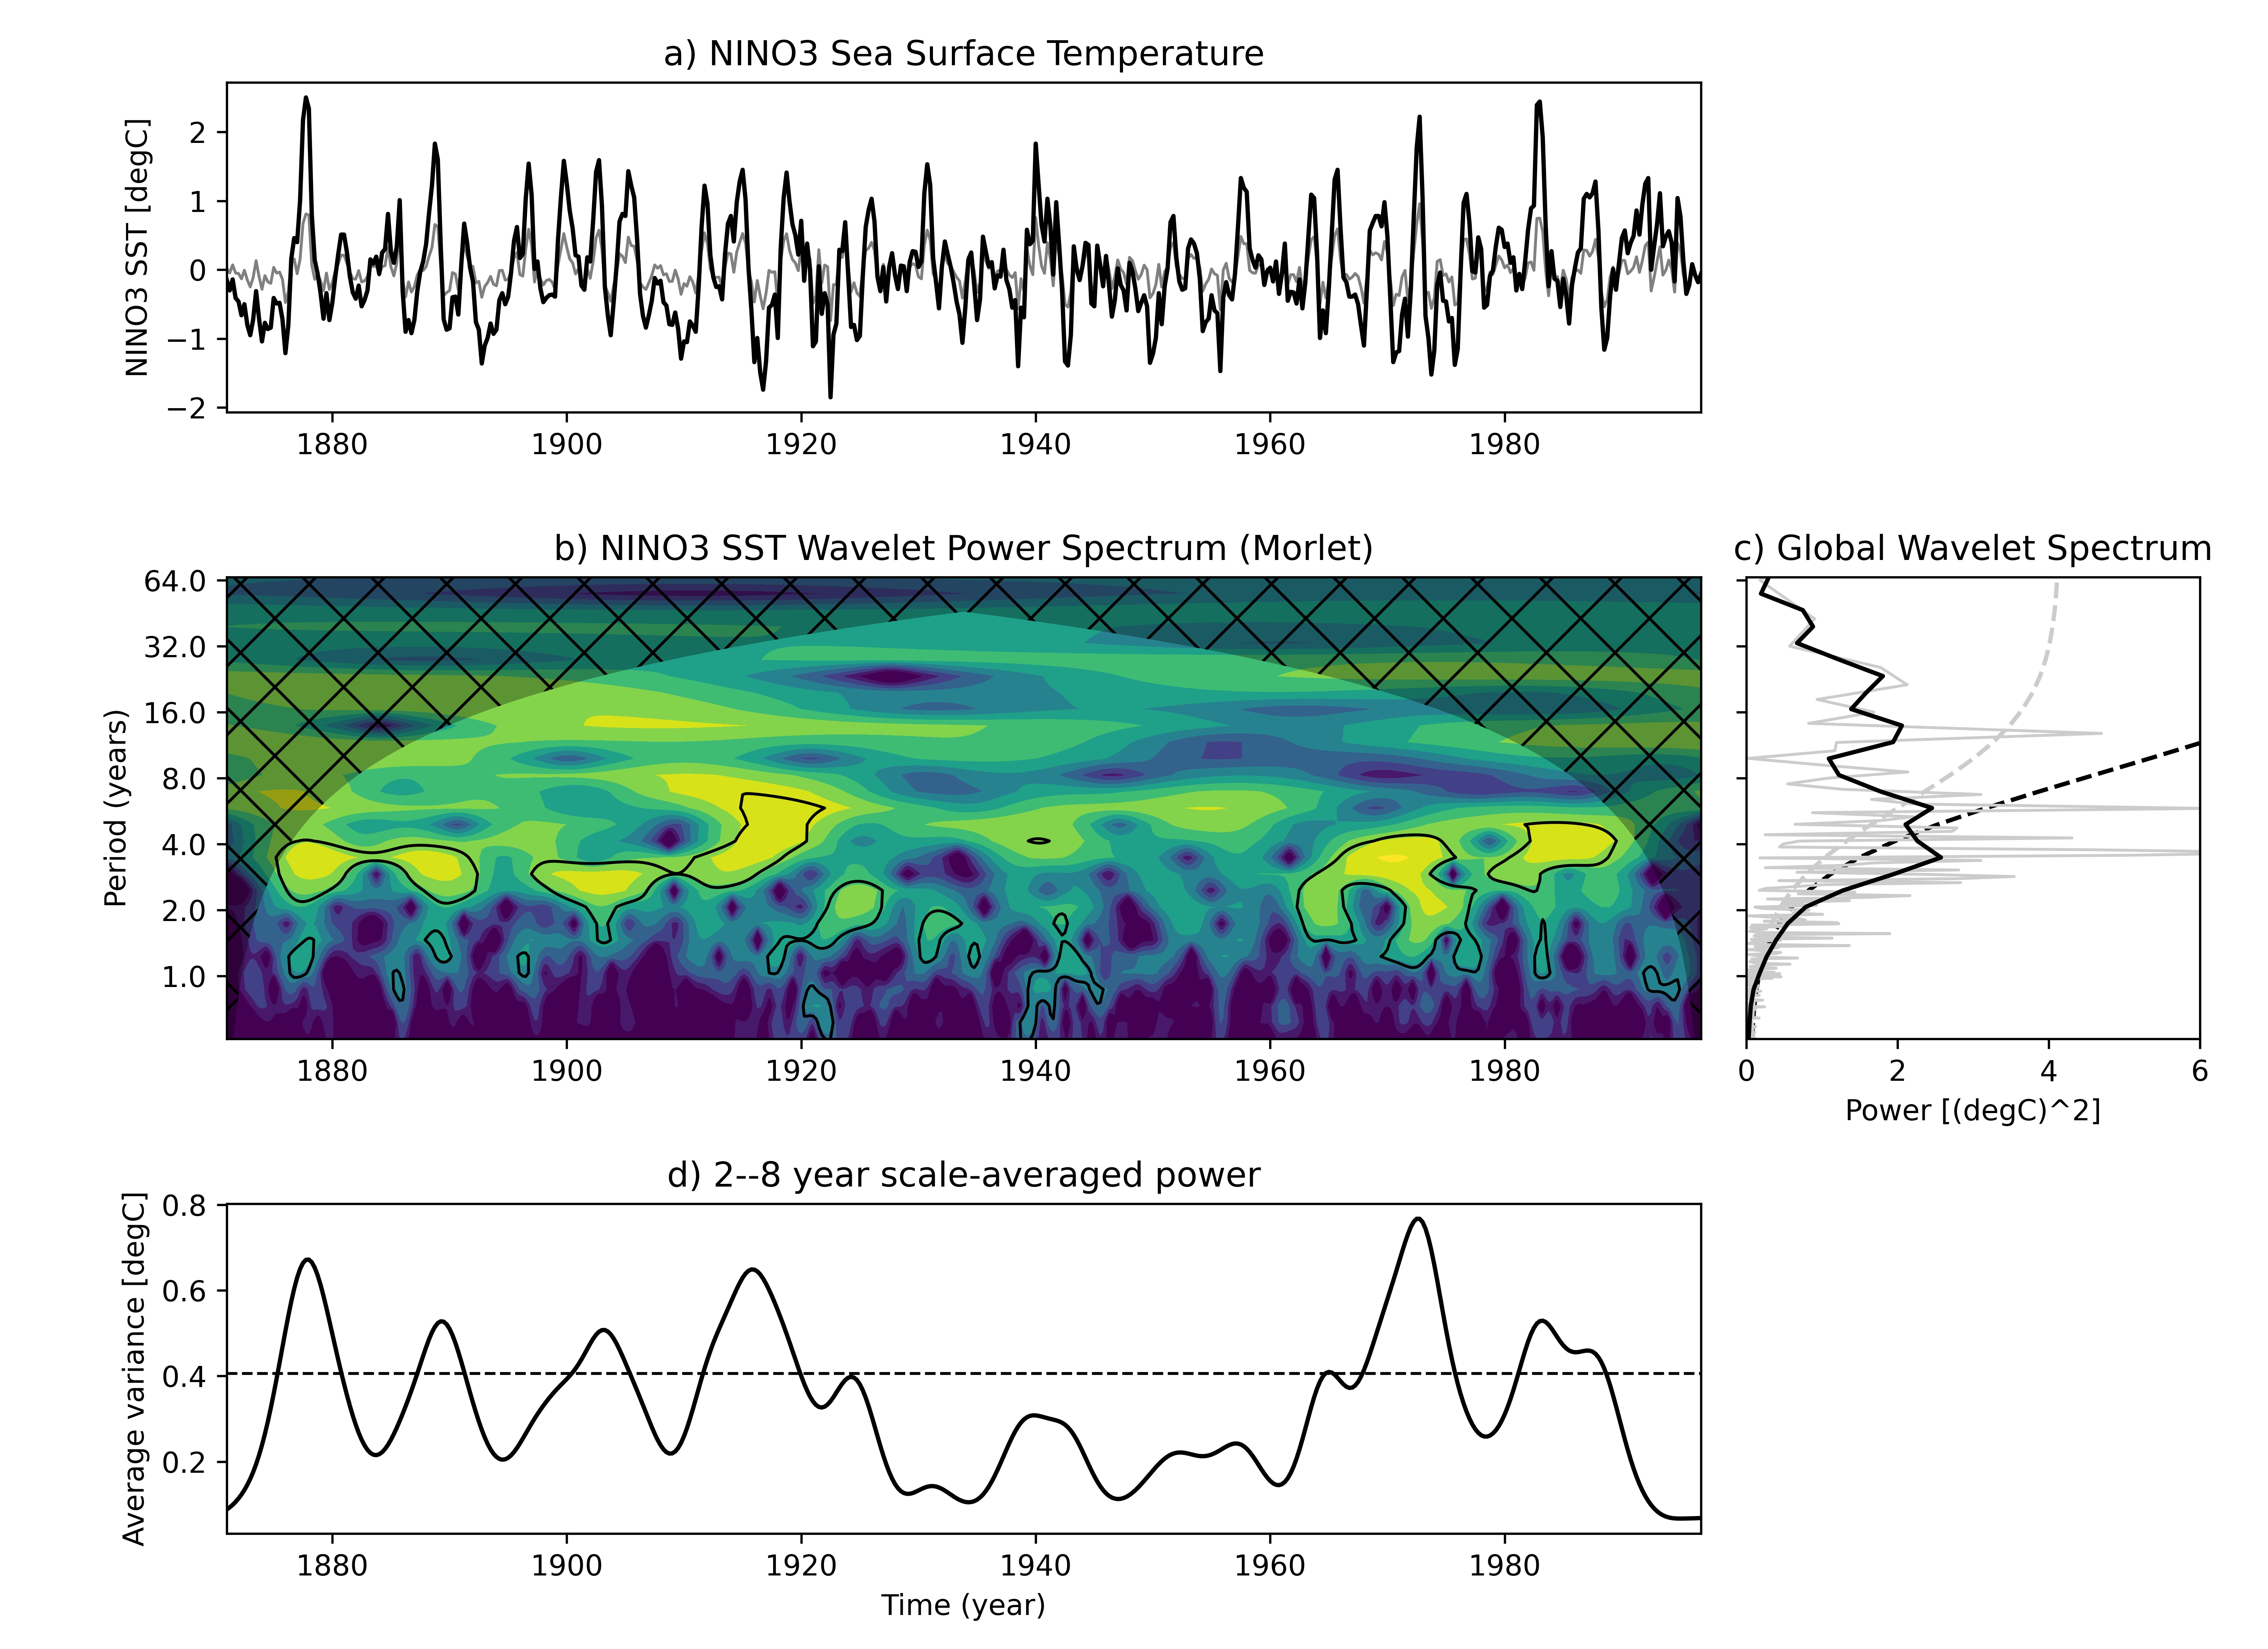 a) NINO3 Sea Surface Temperature
NINO3 SST [degC]
2
1
0
−1
−2
1880 1900 1920 1940 1960 1980
b) NINO3 SST Wavelet Power Spectrum (Morlet)
Period (years)
64.0
32.0
16.0
8.0
4.0
2.0
1.0
1880 1900 1920 1940 1960 1980
c) Global Wavelet Spectrum
0 2 4 6
Power [(degC)^2]
d) 2--8 year scale-averaged power
Average variance [degC]
0.8
0.6
0.4
0.2
1880 1900 1920 1940 1960 1980
Time (year)